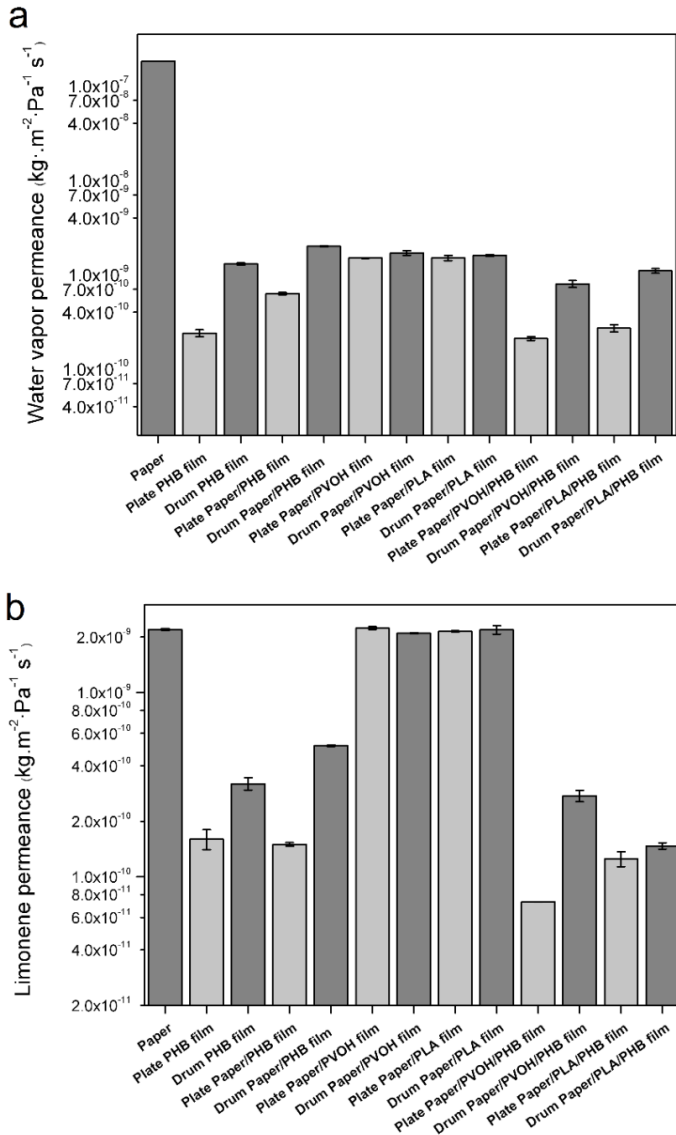 a
Water vapor permeance (kg·.m⁻²·Pa⁻¹ s⁻¹)
1.0x10⁻⁷
7.0x10⁻⁸
4.0x10⁻⁸
1.0x10⁻⁸
7.0x10⁻⁹
4.0x10⁻⁹
1.0x10⁻⁹
7.0x10⁻¹⁰
4.0x10⁻¹⁰
1.0x10⁻¹⁰
7.0x10⁻¹¹
4.0x10⁻¹¹
Paper
Plate PHB film
Drum PHB film
Plate Paper/PHB film
Drum Paper/PHB film
Plate Paper/PVOH film
Drum Paper/PVOH film
Plate Paper/PLA film
Drum Paper/PLA film
Plate Paper/PVOH/PHB film
Drum Paper/PVOH/PHB film
Plate Paper/PLA/PHB film
Drum Paper/PLA/PHB film
b
Limonene permeance (kg.m⁻²·Pa⁻¹ s⁻¹)
2.0x10⁻⁹
1.0x10⁻⁹
8.0x10⁻¹⁰
6.0x10⁻¹⁰
4.0x10⁻¹⁰
2.0x10⁻¹⁰
1.0x10⁻¹⁰
8.0x10⁻¹¹
6.0x10⁻¹¹
4.0x10⁻¹¹
2.0x10⁻¹¹
Paper
Plate PHB film
Drum PHB film
Plate Paper/PHB film
Drum Paper/PHB film
Plate Paper/PVOH film
Drum Paper/PVOH film
Plate Paper/PLA film
Drum Paper/PLA film
Plate Paper/PVOH/PHB film
Drum Paper/PVOH/PHB film
Plate Paper/PLA/PHB film
Drum Paper/PLA/PHB film